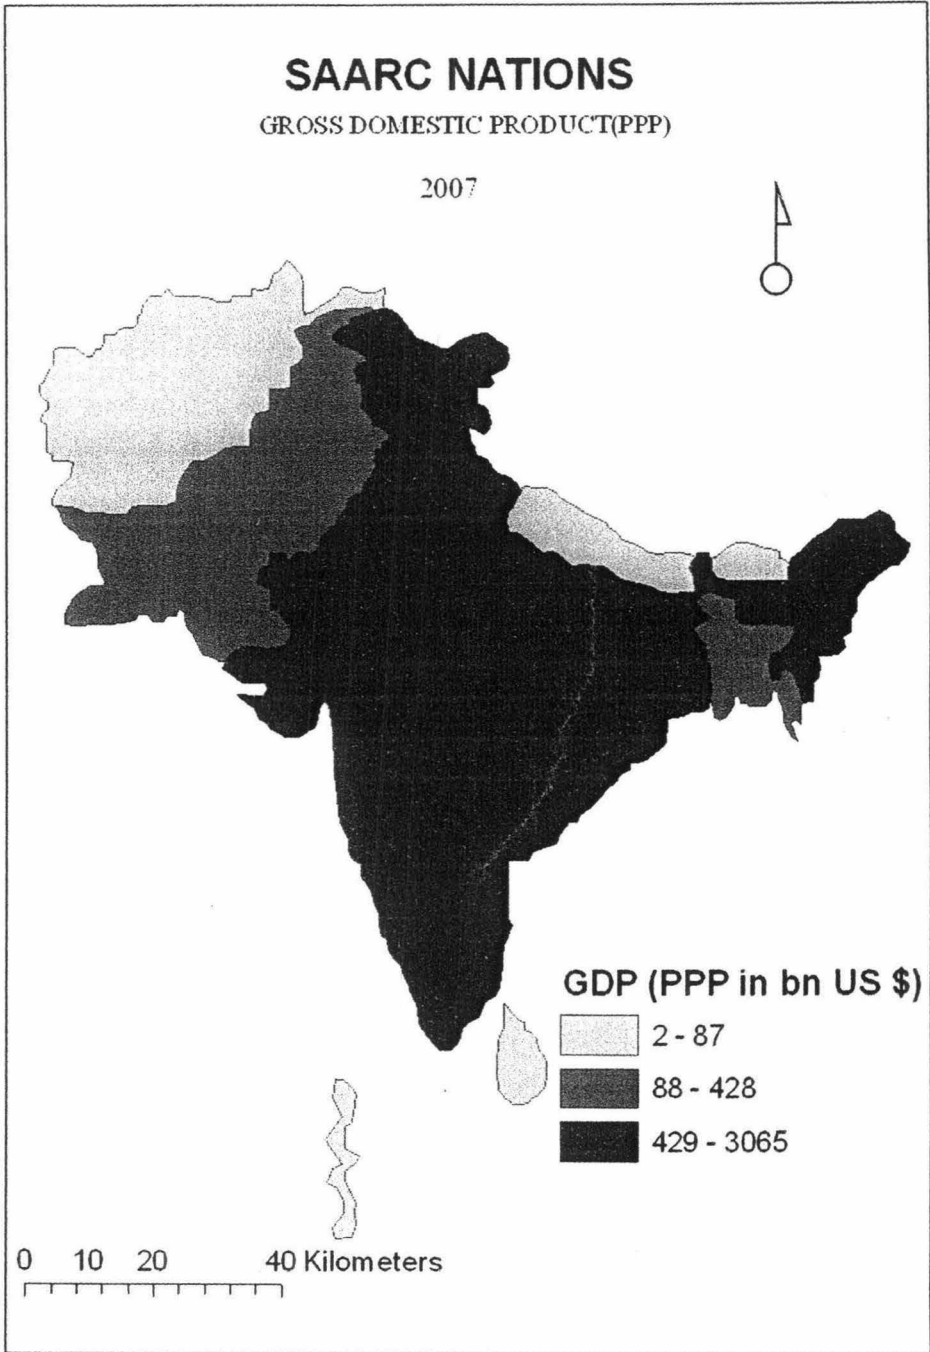 SAARC NATIONS
GROSS DOMESTIC PRODUCT(PPP)
2007
GDP (PPP in bn US $)
2 - 87
88 - 428
429 - 3065
0 10 20 40 Kilometers